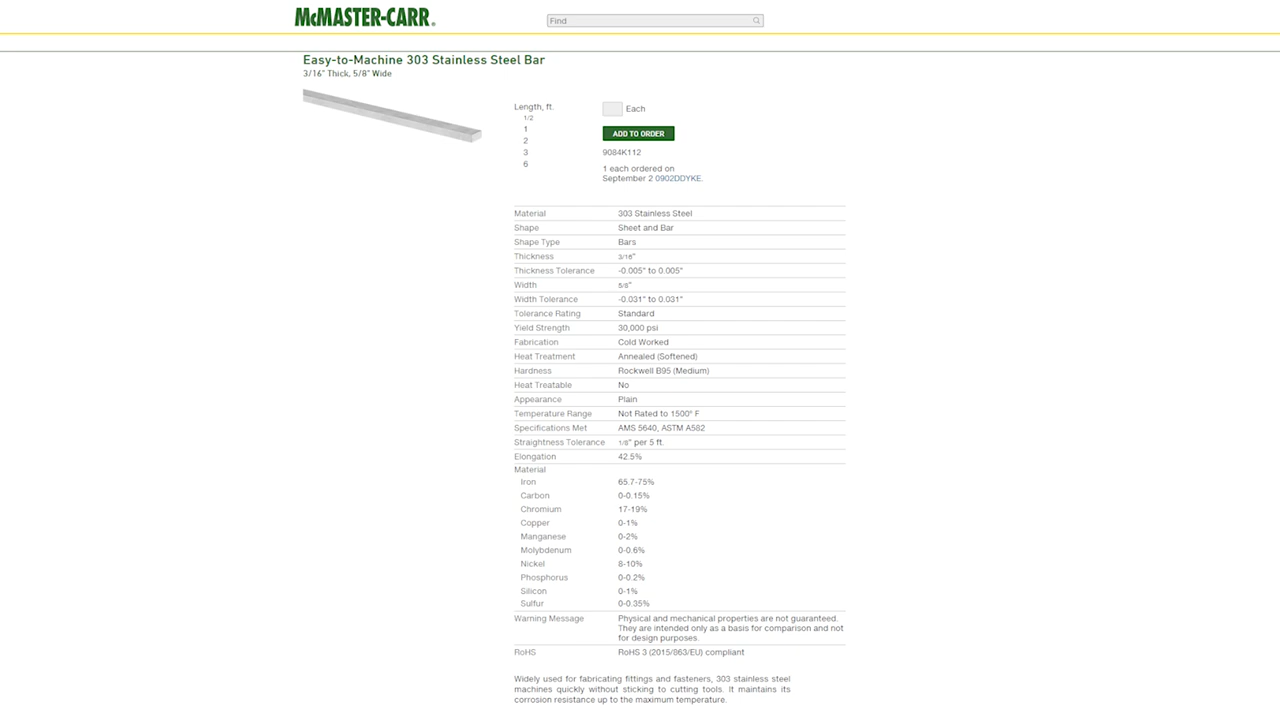 McMASTER-CARR®
Find
Easy-to-Machine 303 Stainless Steel Bar
3/16" Thick, 5/8" Wide
Length, ft.
1/2
1
2
3
6
Each
ADD TO ORDER
9084K112
1 each ordered on
September 2 0902DDYKE.
Material 303 Stainless Steel
Shape Sheet and Bar
Shape Type Bars
Thickness 3/16"
Thickness Tolerance -0.005" to 0.005"
Width 5/8"
Width Tolerance -0.031" to 0.031"
Tolerance Rating Standard
Yield Strength 30,000 psi
Fabrication Cold Worked
Heat Treatment Annealed (Softened)
Hardness Rockwell B95 (Medium)
Heat Treatable No
Appearance Plain
Temperature Range Not Rated to 1500° F
Specifications Met AMS 5640, ASTM A582
Straightness Tolerance 1/8" per 5 ft.
Elongation 42.5%
Material
Iron 65.7-75%
Carbon 0-0.15%
Chromium 17-19%
Copper 0-1%
Manganese 0-2%
Molybdenum 0-0.6%
Nickel 8-10%
Phosphorus 0-0.2%
Silicon 0-1%
Sulfur 0-0.35%
Warning Message Physical and mechanical properties are not guaranteed.
They are intended only as a basis for comparison and not
for design purposes.
RoHS RoHS 3 (2015/863/EU) compliant
Widely used for fabricating fittings and fasteners, 303 stainless steel
machines quickly without sticking to cutting tools. It maintains its
corrosion resistance up to the maximum temperature.